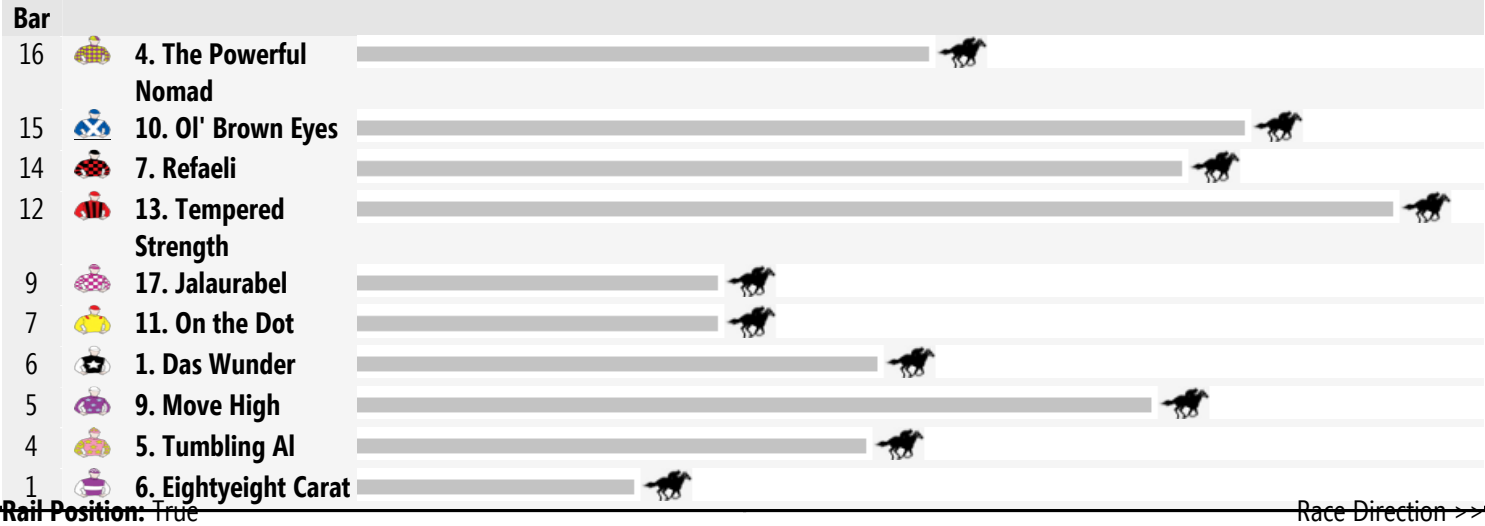 Bar
16 4. The Powerful
Nomad
15 10. Ol' Brown Eyes
14 7. Refaeli
12 13. Tempered
Strength
9 17. Jalaurabel
7 11. On the Dot
6 1. Das Wunder
5 9. Move High
4 5. Tumbling Al
1 6. Eightyeight Carat
Rail Position: True Race Direction >>